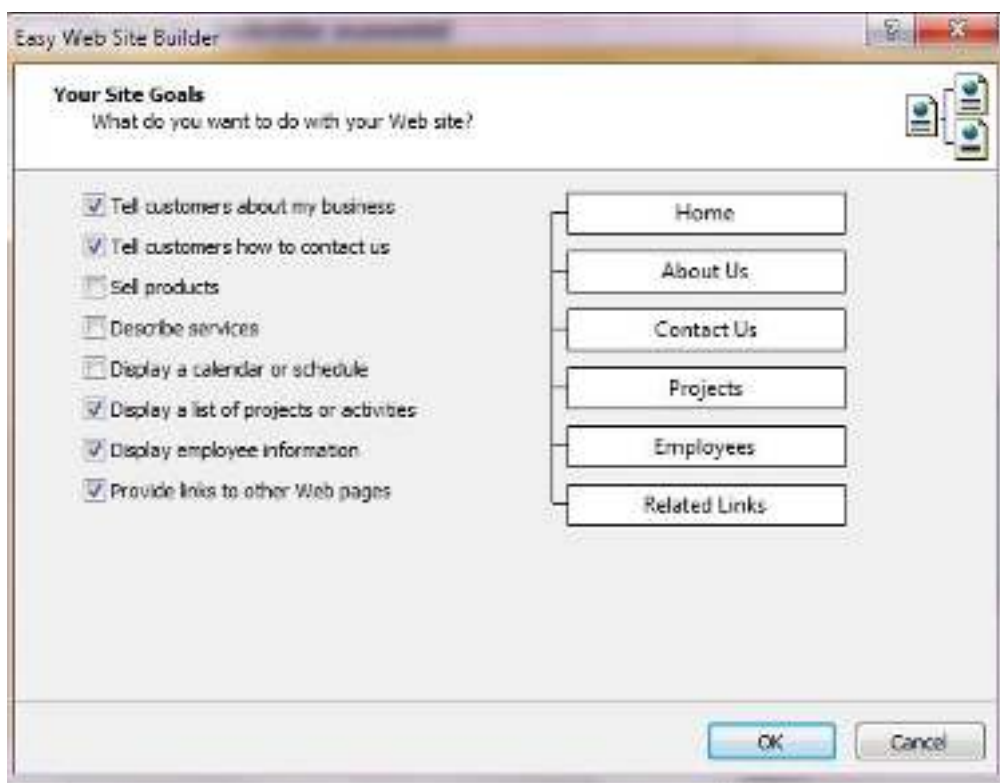 Easy Web Site Builder
Your Site Goals
What do you want to do with your Web site?
Tell customers about my business
Tell customers how to contact us
Sell products
Describe services
Display a calendar or schedule
Display a list of projects or activities
Display employee information
Provide links to other Web pages
Home
About Us
Contact Us
Projects
Employees
Related Links
OK
Cancel